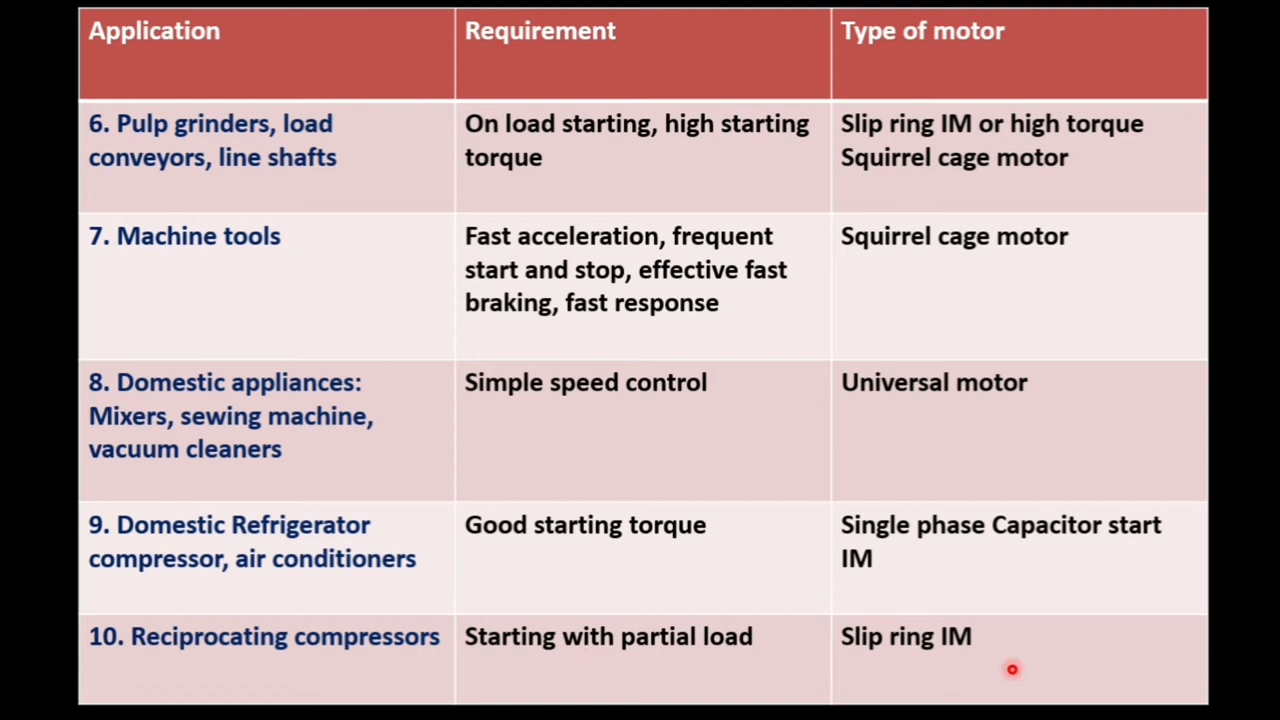 Application
Requirement
Type of motor
6. Pulp grinders, load
conveyors, line shafts
On load starting, high starting
torque
Slip ring IM or high torque
Squirrel cage motor
7. Machine tools
Fast acceleration, frequent
start and stop, effective fast
braking, fast response
Squirrel cage motor
8. Domestic appliances:
Mixers, sewing machine,
vacuum cleaners
Simple speed control
Universal motor
9. Domestic Refrigerator
compressor, air conditioners
Good starting torque
Single phase Capacitor start
IM
10. Reciprocating compressors
Starting with partial load
Slip ring IM